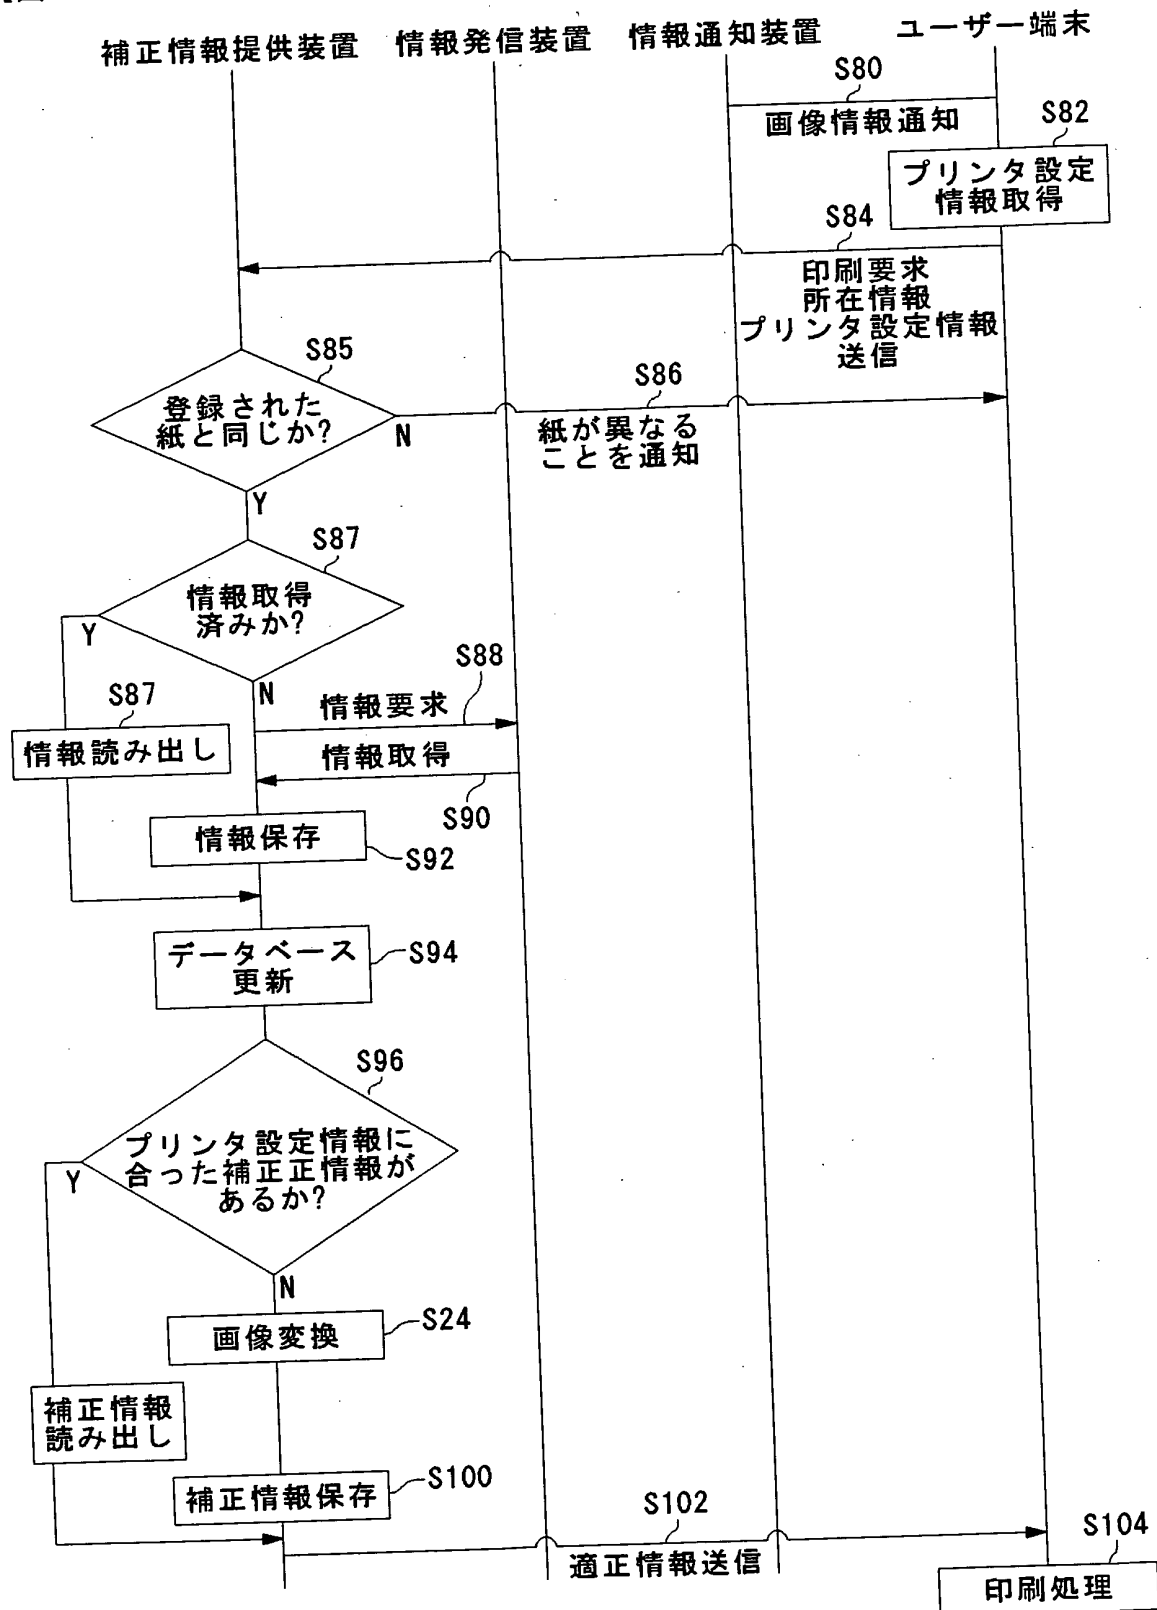 補正情報提供装置
情報発信装置
情報通知装置
ユーザー端末
S80
画像情報通知
S82
プリンタ設定
情報取得
S84
印刷要求
所在情報
プリンタ設定情報
送信
S85
登録された
紙と同じか?
N
Y
S86
紙が異なる
ことを通知
S87
情報取得
済みか?
Y
N
S87
情報読み出し
S88
情報要求
情報取得
S90
情報保存
S92
データベース
更新
S94
S96
プリンタ設定情報に
合った補正正情報が
あるか?
Y
N
画像変換
S24
補正情報
読み出し
補正情報保存
S100
S102
適正情報送信
S104
印刷処理